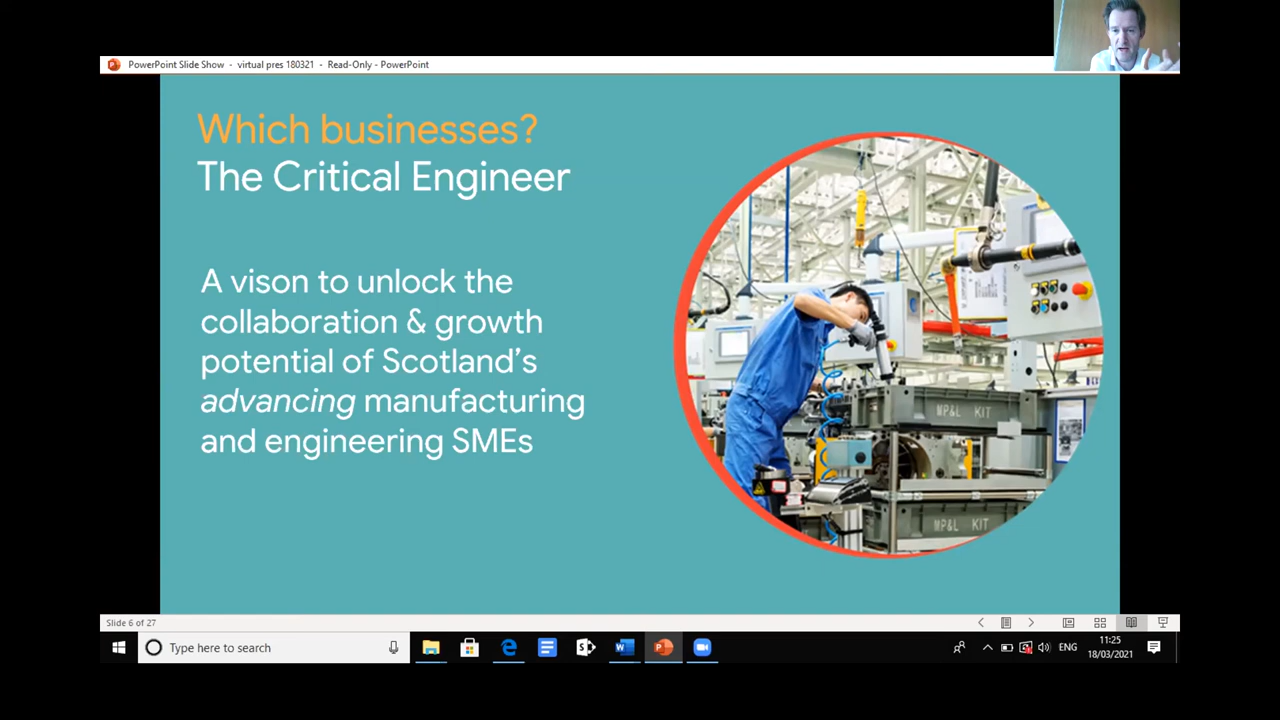 PowerPoint Slide Show - virtual pres 180321 - Read-Only - PowerPoint
Which businesses?
The Critical Engineer
A vison to unlock the
collaboration & growth
potential of Scotland's
advancing manufacturing
and engineering SMEs
MP&L KIT
MP&L KIT
Slide 6 of 27
Type here to search
ENG
11:25
18/03/2021